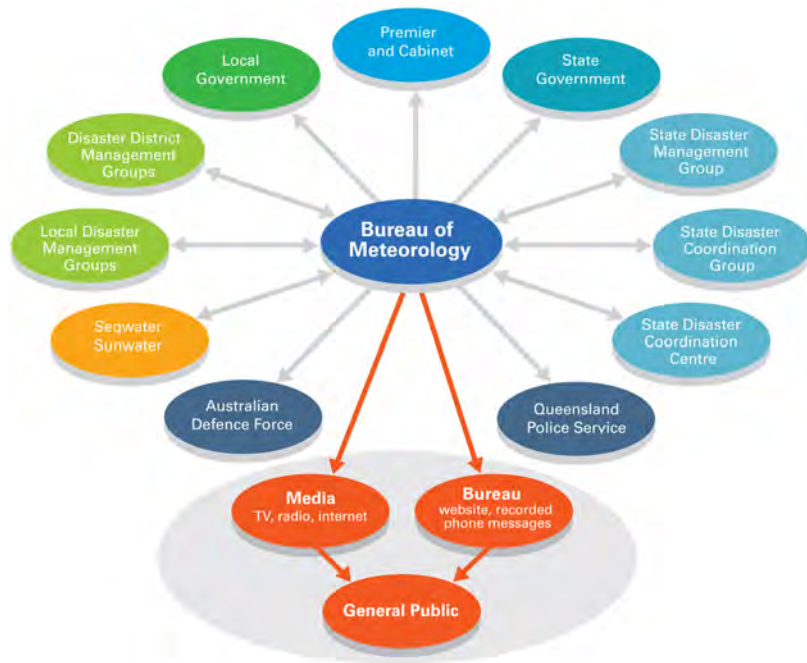 Premier
and Cabinet
Local
Government
State
Government
Disaster District
Management
Groups
State Disaster
Management
Group
Bureau of
Meteorology
Local Disaster
Management
Groups
State Disaster
Coordination
Group
Seqwater
Sunwater
State Disaster
Coordination
Centre
Australian
Defence Force
Queensland
Police Service
Media
TV, radio, internet
Bureau
website, recorded
phone messages
General Public